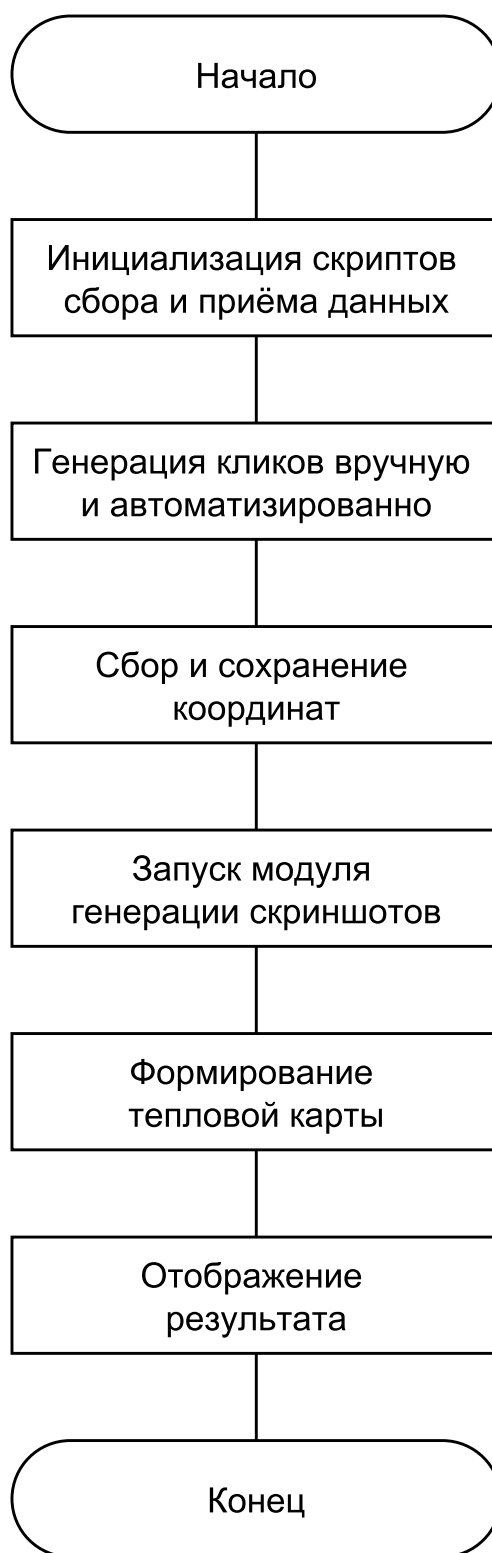 Начало
Инициализация скриптов
сбора и приёма данных
Генерация кликов вручную
и автоматизированно
Сбор и сохранение
координат
Запуск модуля
генерации скриншотов
Формирование
тепловой карты
Отображение
результата
Конец